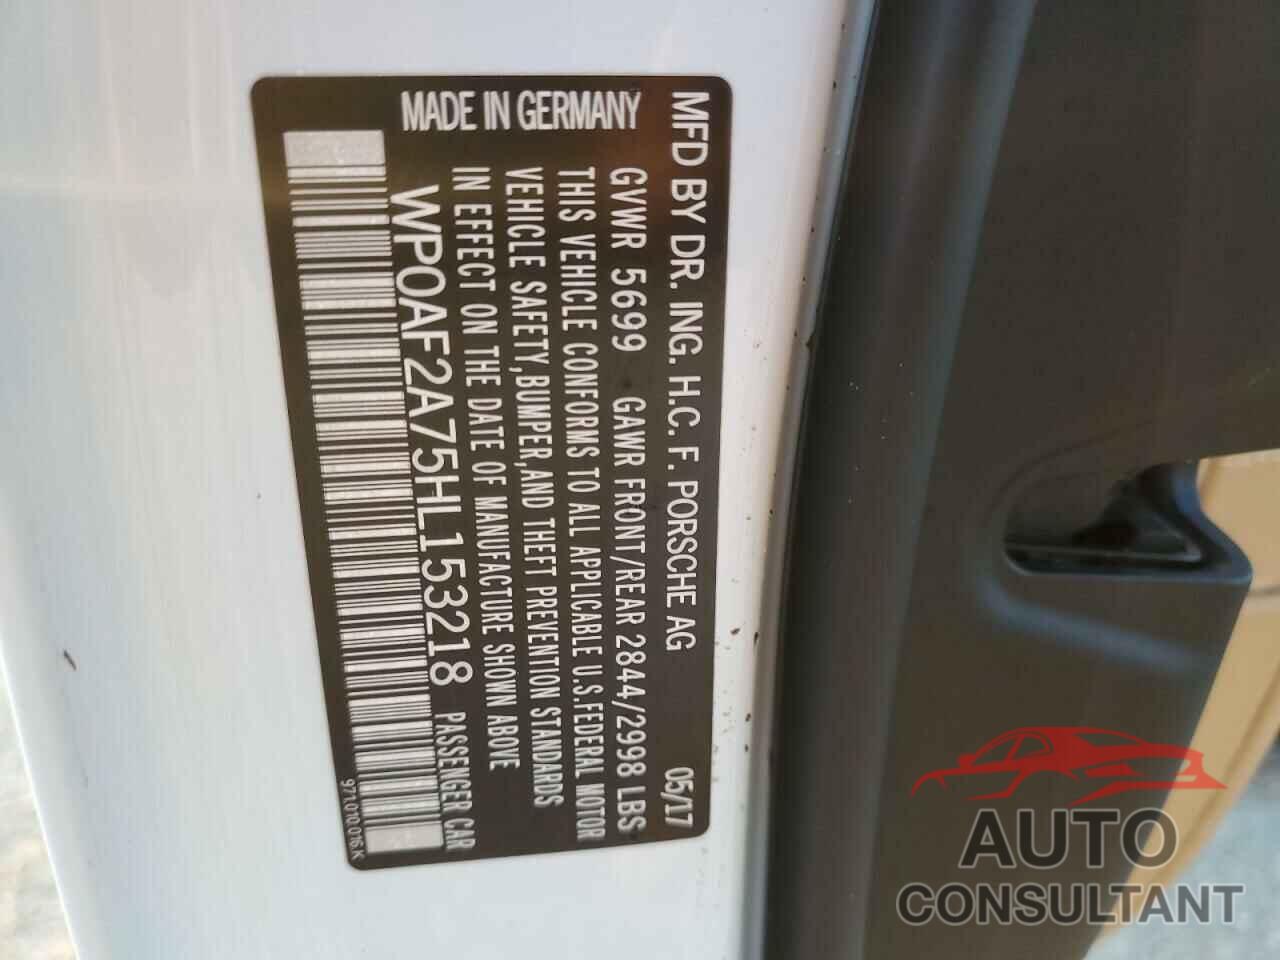 MFD BY DR. ING. H.C. F. PORSCHE AG 05/17
MADE IN GERMANY
GVWR 5699 GAWR FRONT/REAR 2844/2998 LBS
THIS VEHICLE CONFORMS TO ALL APPLICABLE U.S.FEDERAL MOTOR
VEHICLE SAFETY,BUMPER,AND THEFT PREVENTION STANDARDS
IN EFFECT ON THE DATE OF MANUFACTURE SHOWN ABOVE
WP0AF2A75HL153218 PASSENGER CAR
971.010.016.K
AUTO
CONSULTANT